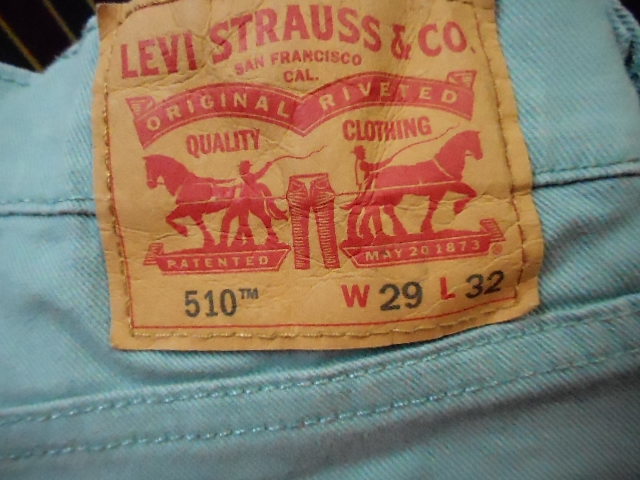 LEVI STRAUSS & CO.
SAN FRANCISCO
CAL.
ORIGINAL RIVETED
QUALITY CLOTHING
PATENTED MAY 20 1873 ®
510™ W 29 L 32